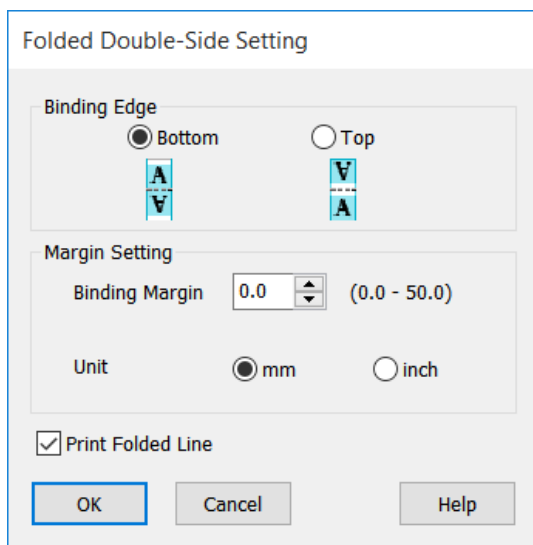 Folded Double-Side Setting
Binding Edge
Bottom Top
A A
A A
Margin Setting
Binding Margin 0.0 (0.0 - 50.0)
Unit mm inch
Print Folded Line
OK Cancel Help